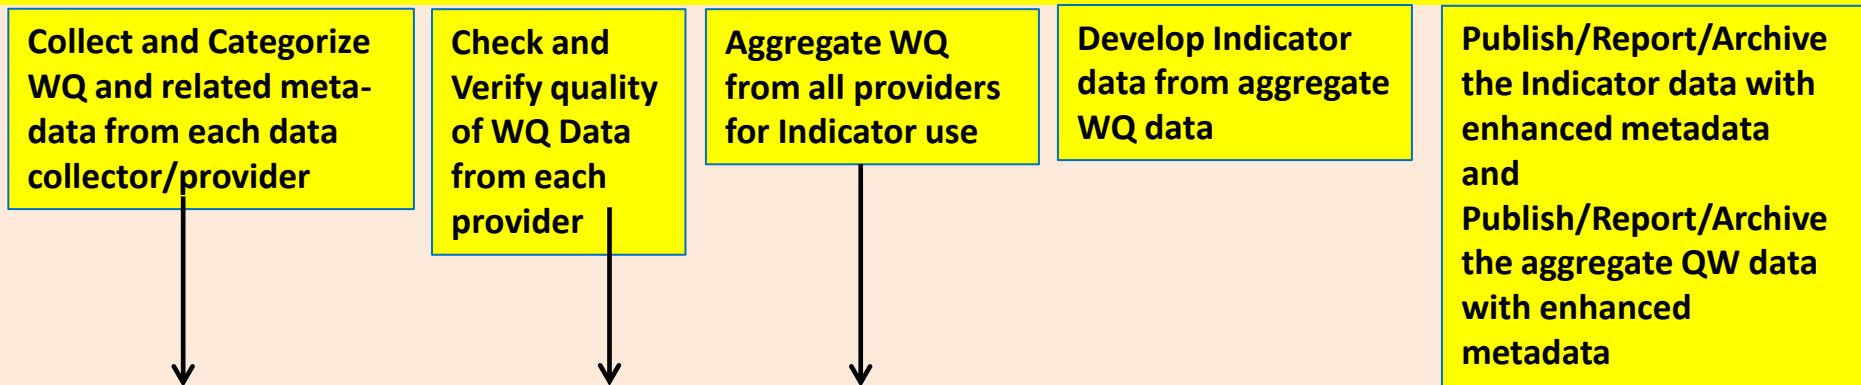 Collect and Categorize
WQ and related meta-
data from each data
collector/provider
Check and
Verify quality
of WQ Data
from each
provider
Aggregate WQ
from all providers
for Indicator use
Develop Indicator
data from aggregate
WQ data
Publish/Report/Archive
the Indicator data with
enhanced metadata
and
Publish/Report/Archive
the aggregate QW data
with enhanced
metadata